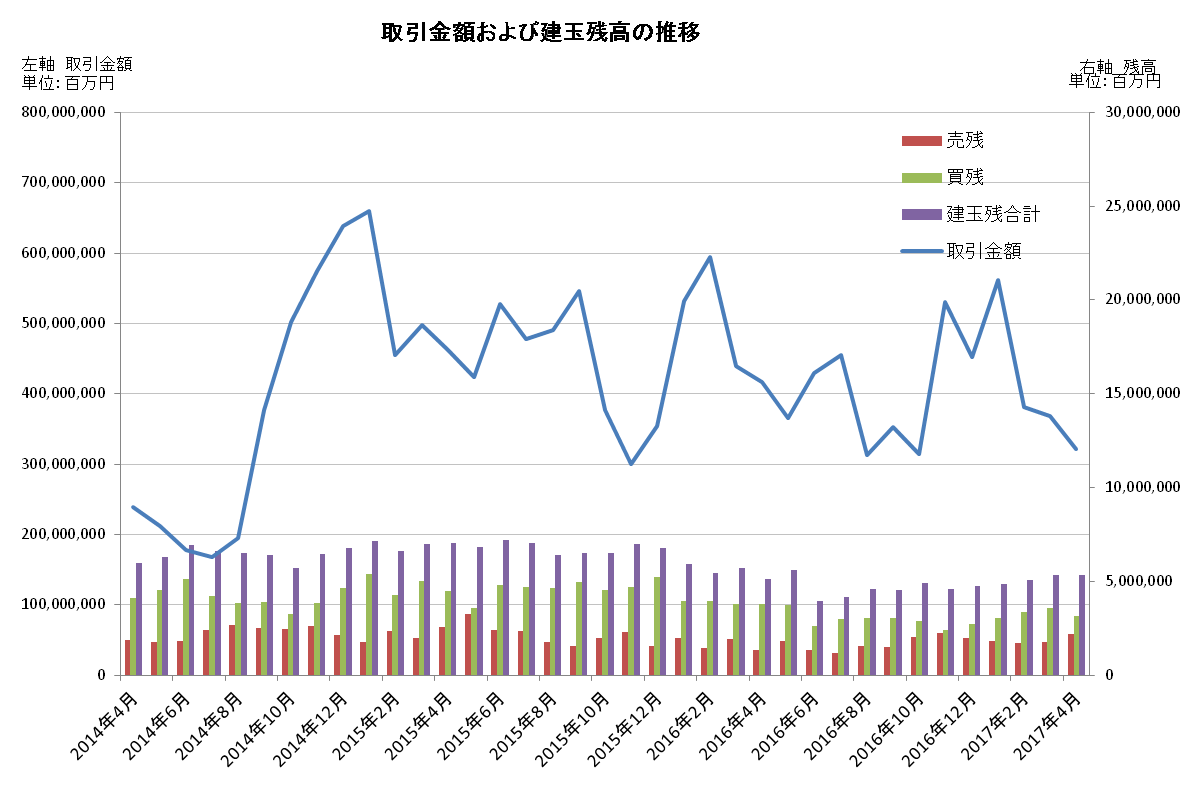 取引金額および建玉残高の推移
左軸 取引金額
単位: 百万円
右軸 残高
単位: 百万円
800,000,000
700,000,000
600,000,000
500,000,000
400,000,000
300,000,000
200,000,000
100,000,000
0
30,000,000
25,000,000
20,000,000
15,000,000
10,000,000
5,000,000
0
売残
買残
建玉残合計
取引金額
2014年4月
2014年6月
2014年8月
2014年10月
2014年12月
2015年2月
2015年4月
2015年6月
2015年8月
2015年10月
2015年12月
2016年2月
2016年4月
2016年6月
2016年8月
2016年10月
2016年12月
2017年2月
2017年4月